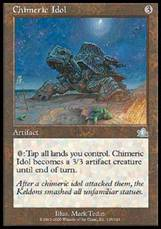 Chimeric Idol 3
Artifact
0:Tap all lands you control. Chimeric
Idol becomes a 3/3 artifact creature
until end of turn.
After a chimeric idol attacked them, the
Keldons smashed all unfamiliar statues.
Illus. Mark Tedin